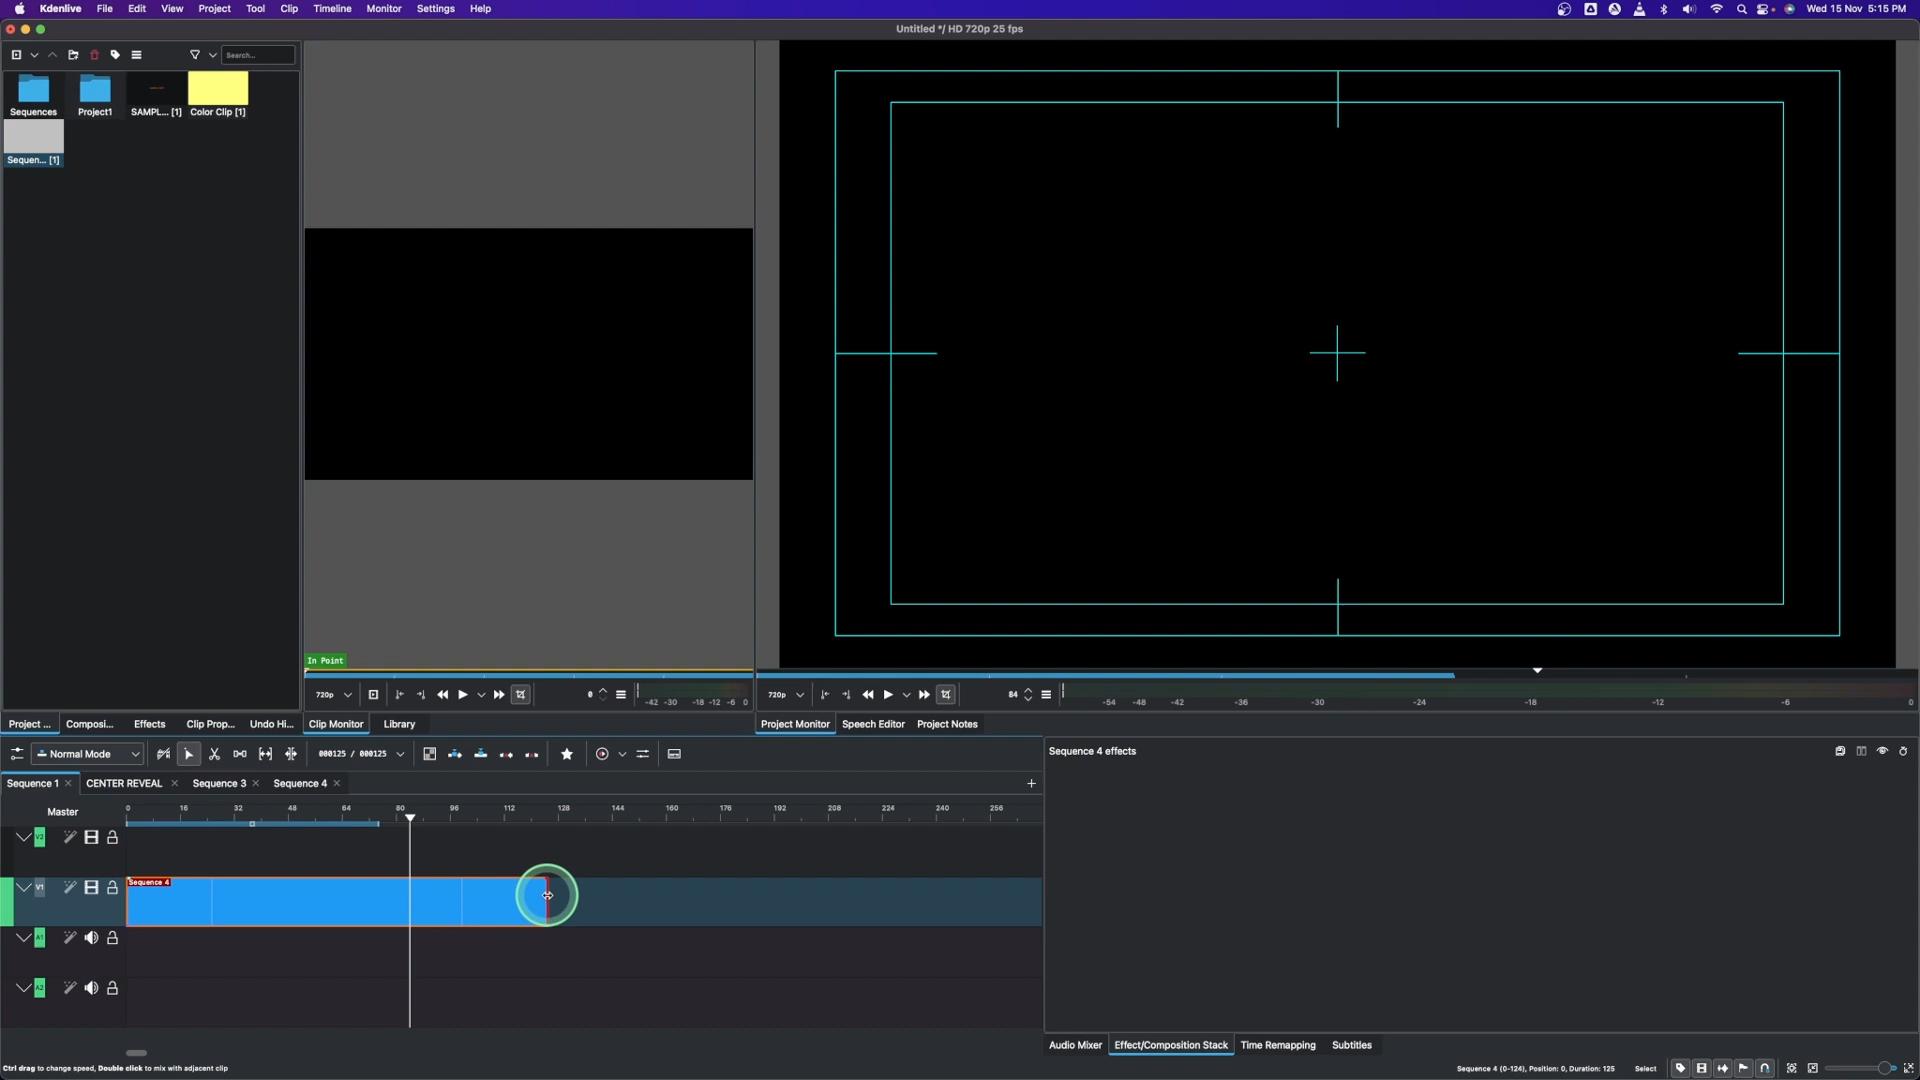 Kdenlive File Edit View Project Tool Clip Timeline Monitor Settings Help
Wed 15 Nov 5:15 PM
Untitled */ HD 720p 25 fps
Search...
Sequences Project1 SAMPL... [1] Color Clip [1]
Sequen... [1]
In Point
720p 0 -42 -30 -18 -12 -6 0
720p 84 -54 -48 -42 -36 -30 -24 -18 -12 -6 0
Project ... Composi... Effects Clip Prop... Undo Hi... Clip Monitor Library
Project Monitor Speech Editor Project Notes
Normal Mode 000125 / 000125
Sequence 4 effects
Sequence 1 CENTER REVEAL Sequence 3 Sequence 4
Master 0 16 32 48 64 80 96 112 128 144 160 176 192 208 224 240 256
V2
V1 Sequence 4
A1
A2
Audio Mixer Effect/Composition Stack Time Remapping Subtitles
Ctrl drag to change speed, Double click to mix with adjacent clip
Sequence 4 (0-124), Position: 0, Duration: 125 Select